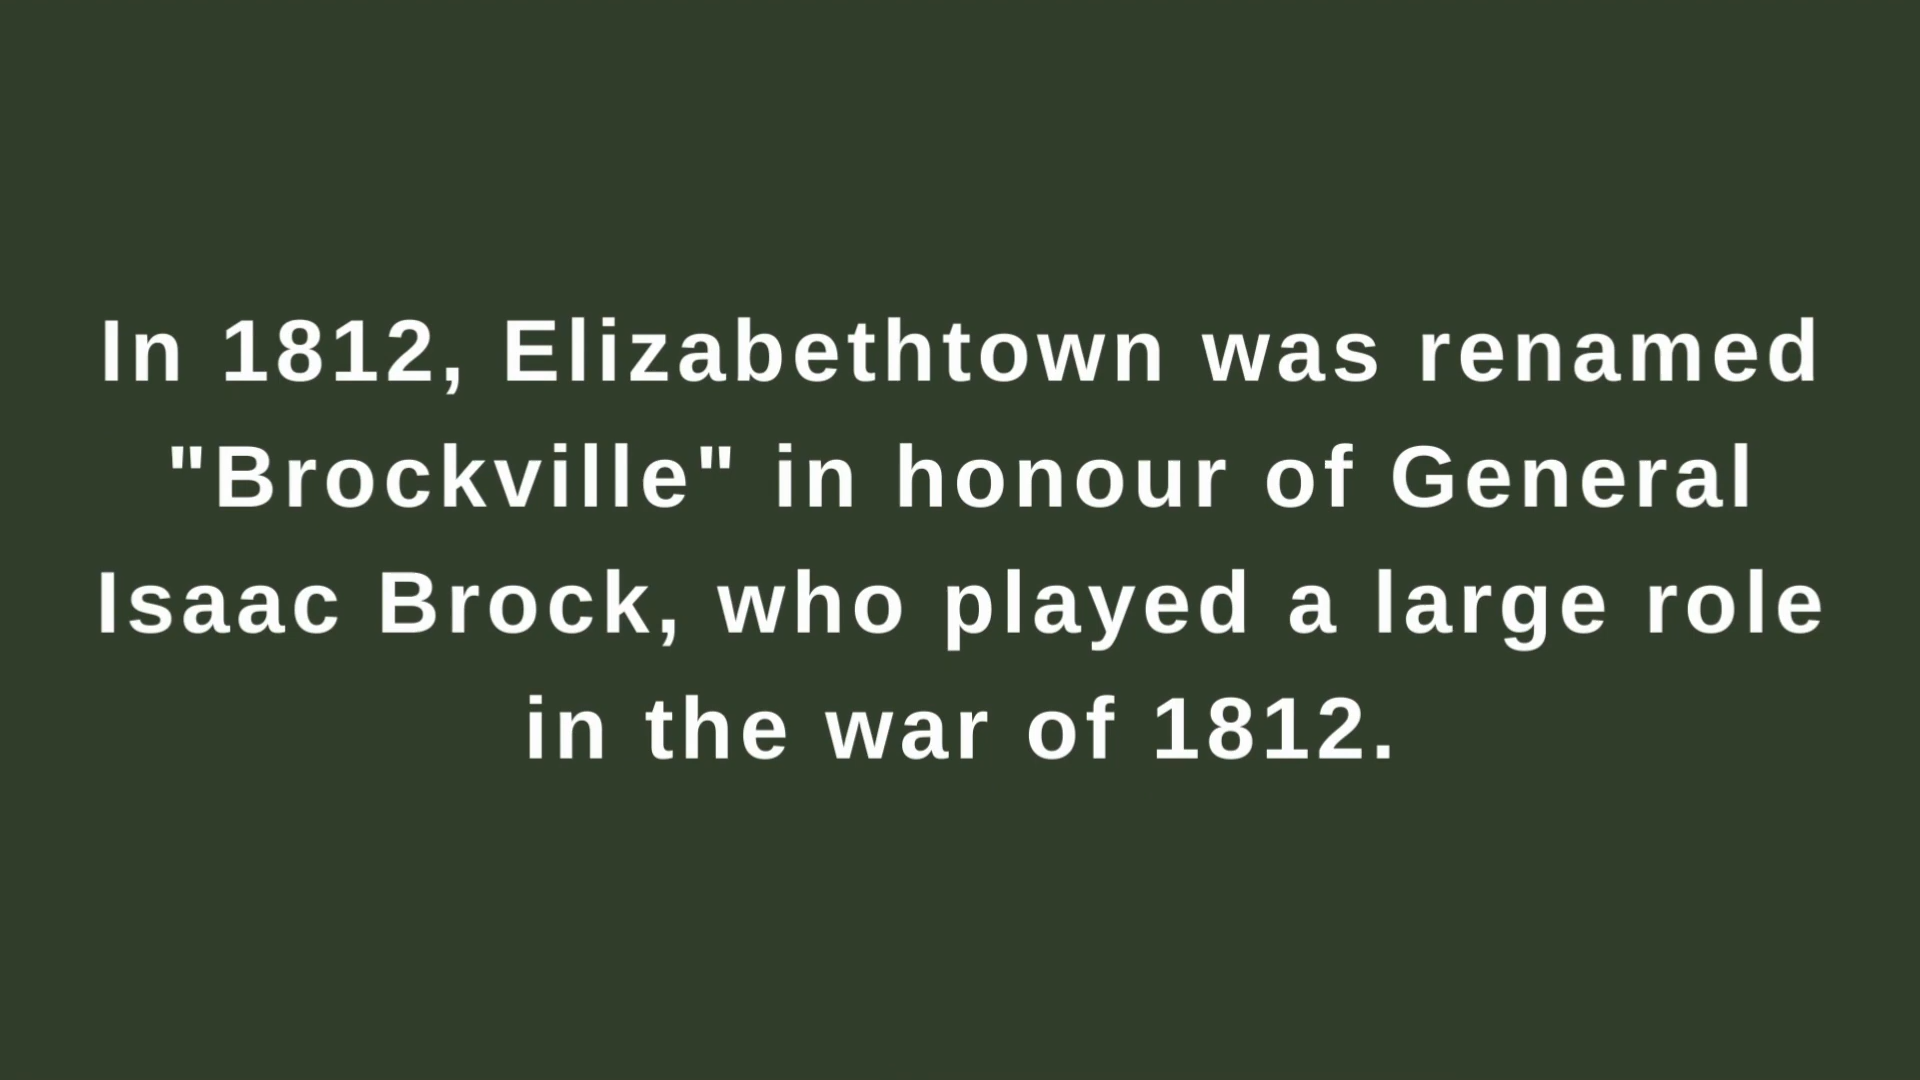 In 1812, Elizabethtown was renamed
"Brockville" in honour of General
Isaac Brock, who played a large role
in the war of 1812.